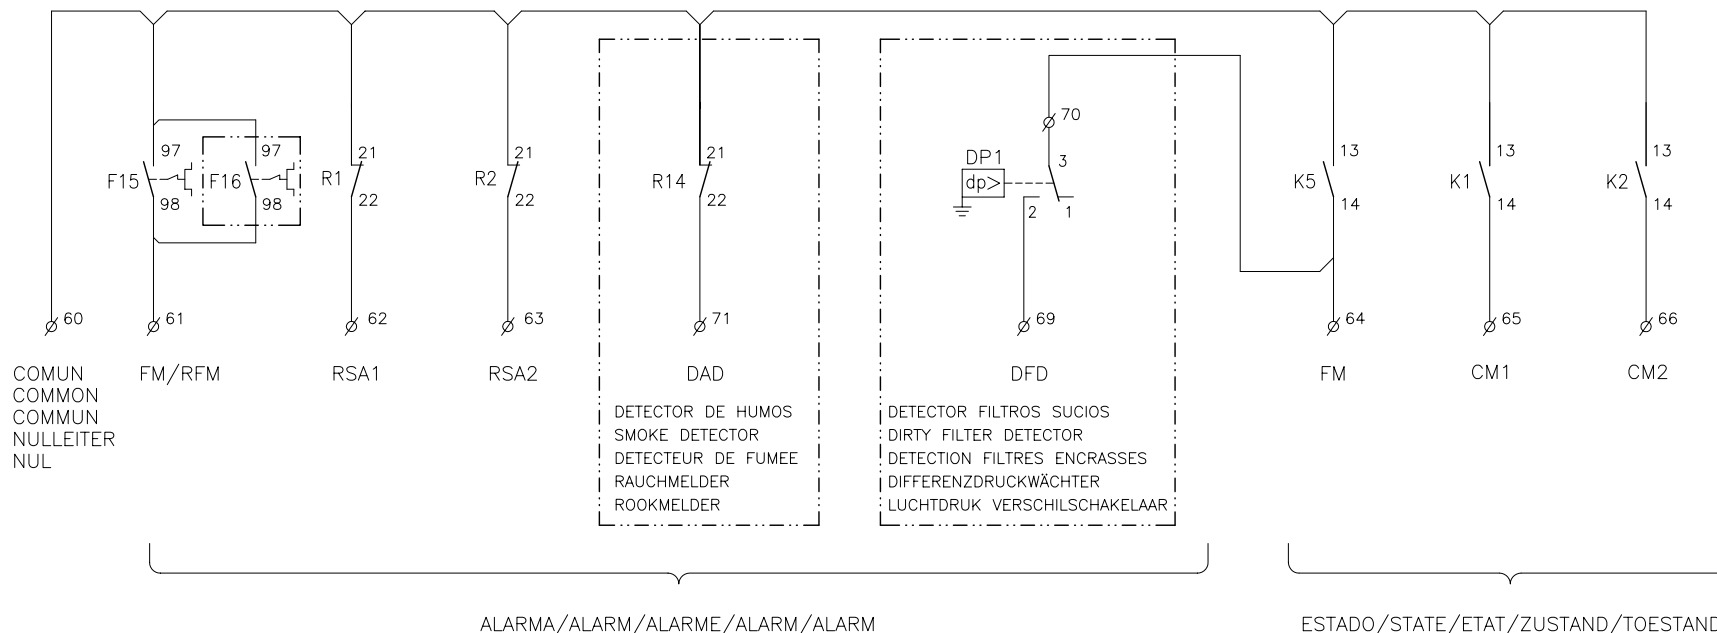 70
97
97
21
21
21
DP1
3
13
13
13
F15
F16
R1
R2
R14
dp>
K5
K1
K2
98
98
22
22
22
2
1
14
14
14
60
61
62
63
71
69
64
65
66
COMUN
COMMON
COMMUN
NULLEITER
NUL
FM/RFM
RSA1
RSA2
DAD
DFD
FM
CM1
CM2
DETECTOR DE HUMOS
SMOKE DETECTOR
DETECTEUR DE FUMEE
RAUCHMELDER
ROOKMELDER
DETECTOR FILTROS SUCIOS
DIRTY FILTER DETECTOR
DETECTION FILTRES ENCRASSES
DIFFERENZDRUCKWÄCHTER
LUCHTDRUK VERSCHILSCHAKELAAR
ALARMA/ALARM/ALARME/ALARM/ALARM
ESTADO/STATE/ETAT/ZUSTAND/TOESTAND